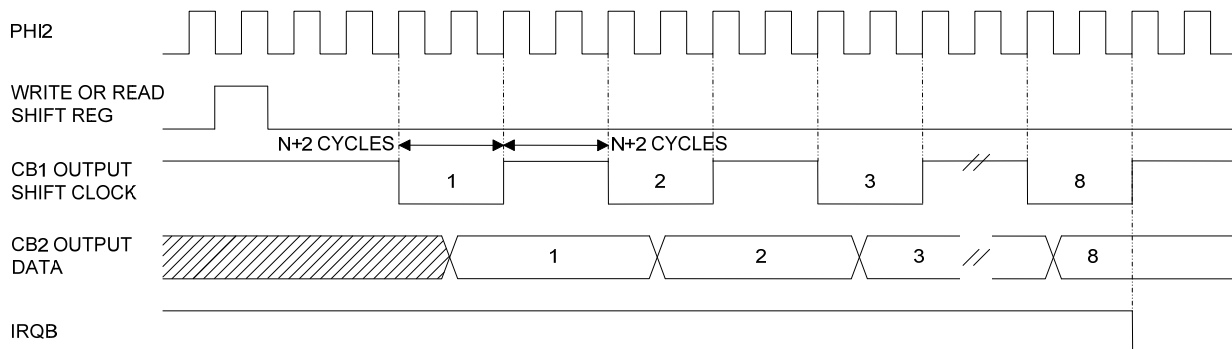 PHI2
WRITE OR READ
SHIFT REG
N+2 CYCLES
N+2 CYCLES
CB1 OUTPUT
SHIFT CLOCK
1
2
3
8
CB2 OUTPUT
DATA
1
2
3
8
IRQB